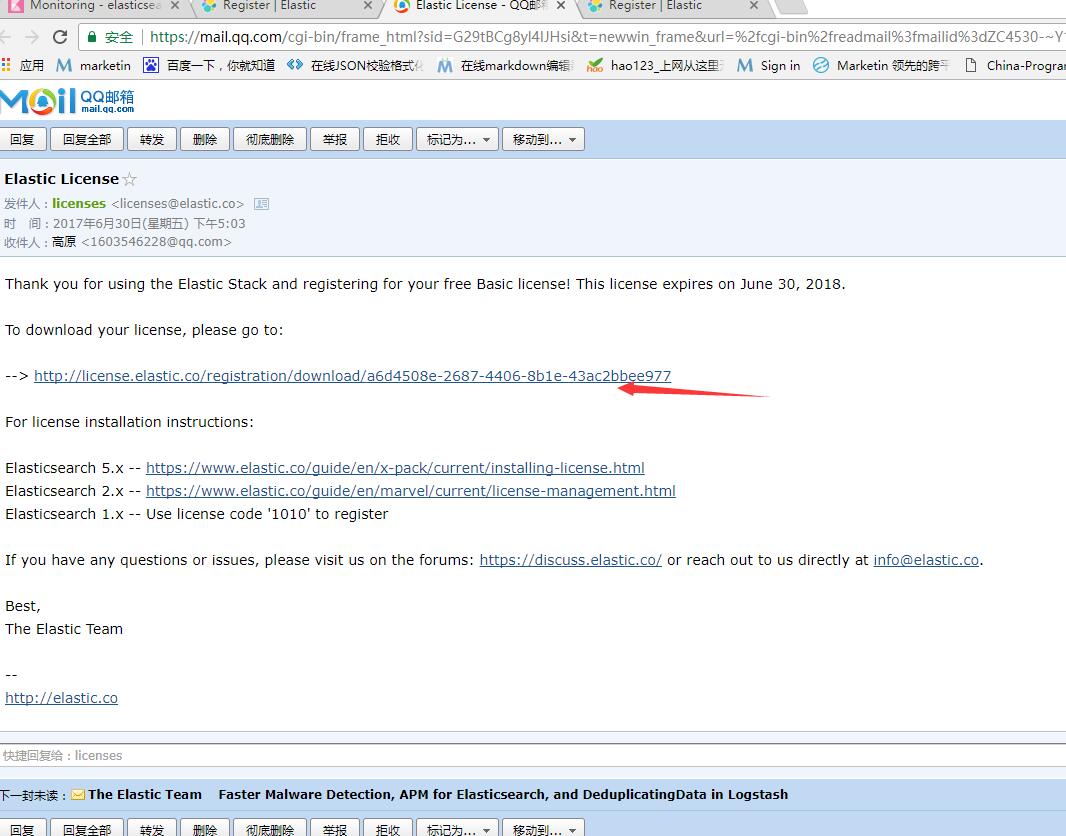 Monitoring - elasticsea
Register | Elastic
Elastic License - QQ邮箱
Register | Elastic
安全 | https://mail.qq.com/cgi-bin/frame_html?sid=G29tBCg8yl4IJHsi&t=newwin_frame&url=%2fcgi-bin%2freadmail%3fmailid%3dZC4530-~Y
应用 marketin 百度一下，你就知道 在线JSON校验格式化 在线markdown编辑 hao123_上网从这里 Sign in Marketin 领先的跨平 China-Progra
QQ邮箱
mail.qq.com
回复 回复全部 转发 删除 彻底删除 举报 拒收 标记为... 移动到...
Elastic License
发件人：licenses <licenses@elastic.co>
时 间：2017年6月30日(星期五) 下午5:03
收件人：高原 <1603546228@qq.com>
Thank you for using the Elastic Stack and registering for your free Basic license! This license expires on June 30, 2018.
To download your license, please go to:
--> http://license.elastic.co/registration/download/a6d4508e-2687-4406-8b1e-43ac2bbee977
For license installation instructions:
Elasticsearch 5.x -- https://www.elastic.co/guide/en/x-pack/current/installing-license.html
Elasticsearch 2.x -- https://www.elastic.co/guide/en/marvel/current/license-management.html
Elasticsearch 1.x -- Use license code '1010' to register
If you have any questions or issues, please visit us on the forums: https://discuss.elastic.co/ or reach out to us directly at info@elastic.co.
Best,
The Elastic Team
--
http://elastic.co
快捷回复给：licenses
下一封未读：The Elastic Team Faster Malware Detection, APM for Elasticsearch, and DeduplicatingData in Logstash
回复 回复全部 转发 删除 彻底删除 举报 拒收 标记为... 移动到...